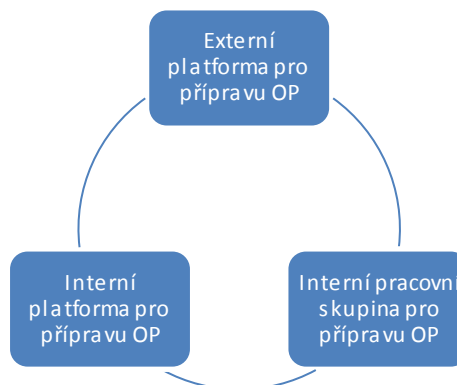 Externí
platforma pro
přípravu OP
Interní
platforma pro
přípravu OP
Interní pracovní
skupina pro
přípravu OP